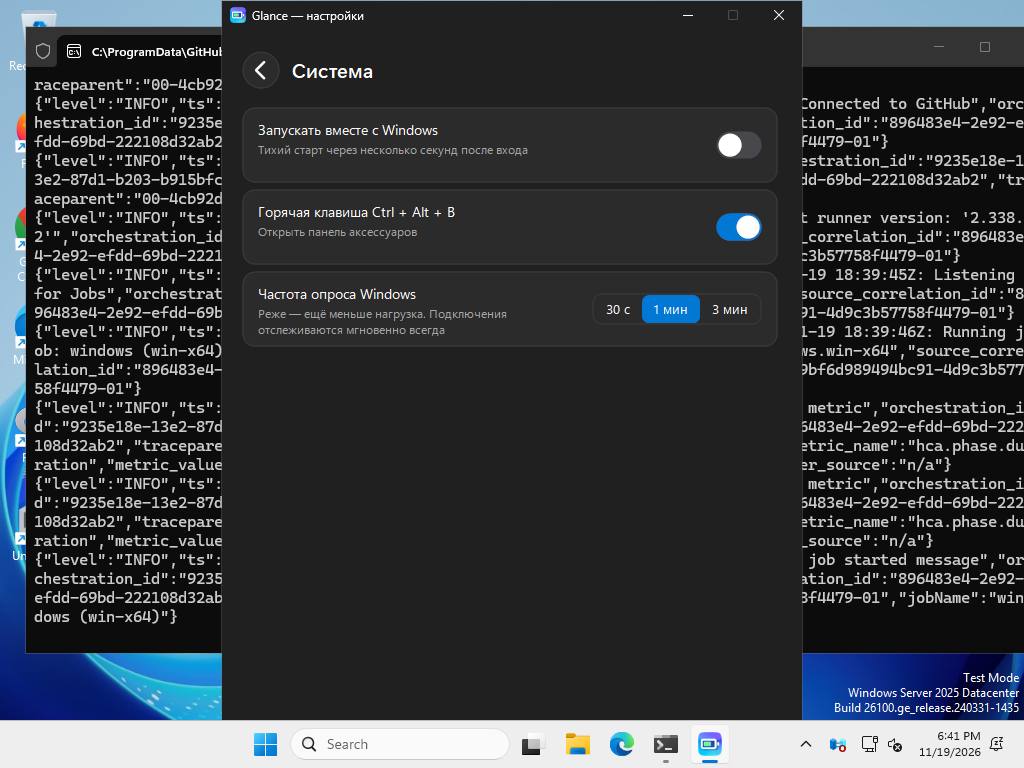 Glance — настройки
Система
Запускать вместе с Windows
Тихий старт через несколько секунд после входа
Горячая клавиша Ctrl + Alt + B
Открыть панель аксессуаров
Частота опроса Windows
Реже — ещё меньше нагрузка. Подключения
отслеживаются мгновенно всегда
30 с
1 мин
3 мин
C:\ProgramData\GitHub
raceparent":"00-4cb92
{"level":"INFO","ts":
hestration_id":"9235e
efdd-69bd-222108d32ab2
{"level":"INFO","ts":
3e2-87d1-b203-b915bfc
aceparent":"00-4cb92d
{"level":"INFO","ts":
2'","orchestration_id
4-2e92-efdd-69bd-2221
{"level":"INFO","ts":
for Jobs","orchestrat
96483e4-2e92-efdd-69b
{"level":"INFO","ts":
ob: windows (win-x64)
lation_id":"896483e4-
58f4479-01"}
{"level":"INFO","ts":
d":"9235e18e-13e2-87d
108d32ab2","tracepare
ration","metric_value
{"level":"INFO","ts":
d":"9235e18e-13e2-87d
108d32ab2","tracepare
ration","metric_value
{"level":"INFO","ts":
chestration_id":"9235
efdd-69bd-222108d32ab
dows (win-x64)"}
Connected to GitHub","orc
tion_id":"896483e4-2e92-e
f4479-01"}
estration_id":"9235e18e-1
dd-69bd-222108d32ab2","tr
t runner version: '2.338.
_correlation_id":"896483e
c3b57758f4479-01"}
-19 18:39:45Z: Listening
source_correlation_id":"8
91-4d9c3b57758f4479-01"}
1-19 18:39:46Z: Running j
ws.win-x64","source_corre
9bf6d989494bc91-4d9c3b577
metric","orchestration_i
6483e4-2e92-efdd-69bd-222
etric_name":"hca.phase.du
er_source":"n/a"}
metric","orchestration_i
6483e4-2e92-efdd-69bd-222
etric_name":"hca.phase.du
_source":"n/a"}
job started message","or
ation_id":"896483e4-2e92-
8f4479-01","jobName":"win
Test Mode
Windows Server 2025 Datacenter
Build 26100.ge_release.240331-1435
Search
6:41 PM
11/19/2026